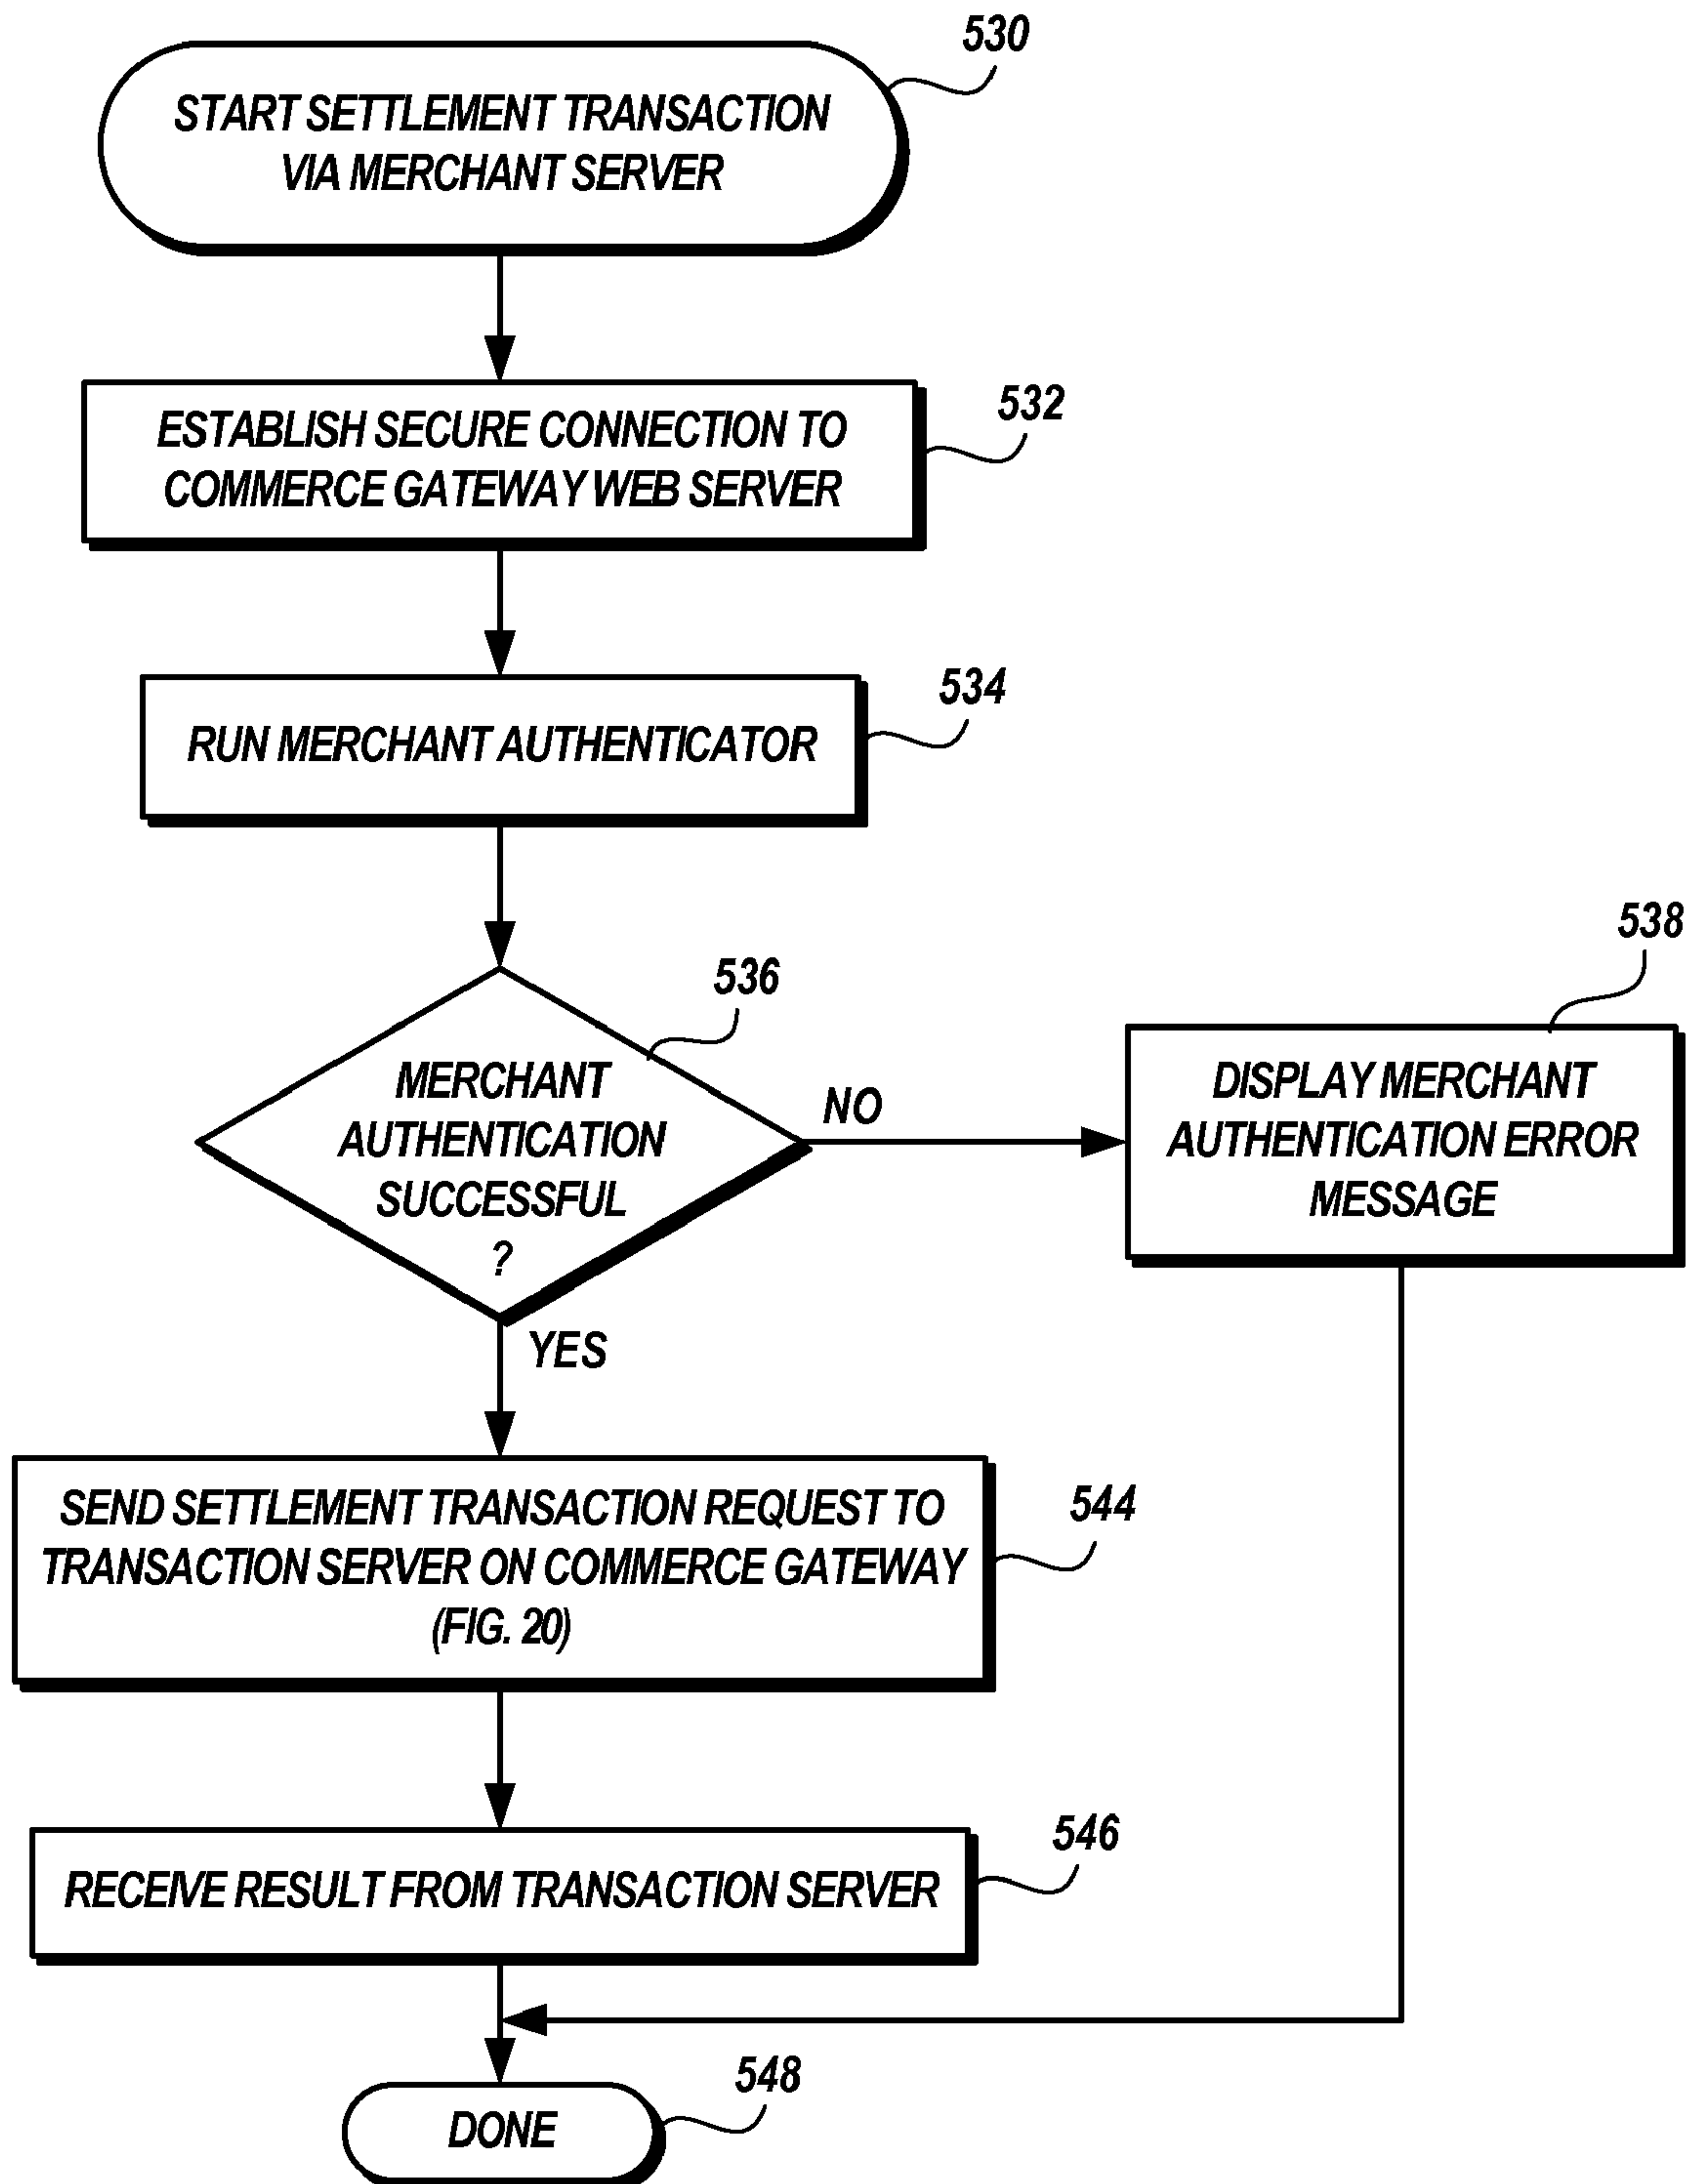 530
START SETTLEMENT TRANSACTION
VIA MERCHANT SERVER
532
ESTABLISH SECURE CONNECTION TO
COMMERCE GATEWAY WEB SERVER
534
RUN MERCHANT AUTHENTICATOR
536
MERCHANT
AUTHENTICATION
SUCCESSFUL
?
NO
538
DISPLAY MERCHANT
AUTHENTICATION ERROR
MESSAGE
YES
544
SEND SETTLEMENT TRANSACTION REQUEST TO
TRANSACTION SERVER ON COMMERCE GATEWAY
(FIG. 20)
546
RECEIVE RESULT FROM TRANSACTION SERVER
548
DONE